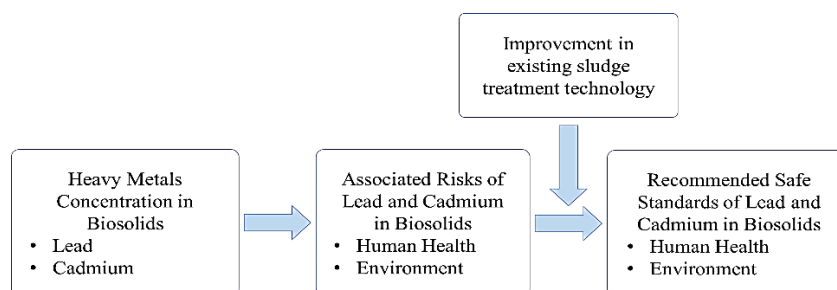 Improvement in
existing sludge
treatment technology
Heavy Metals
Concentration in
Biosolids
• Lead
• Cadmium
Associated Risks of
Lead and Cadmium
in Biosolids
• Human Health
• Environment
Recommended Safe
Standards of Lead and
Cadmium in Biosolids
• Human Health
• Environment